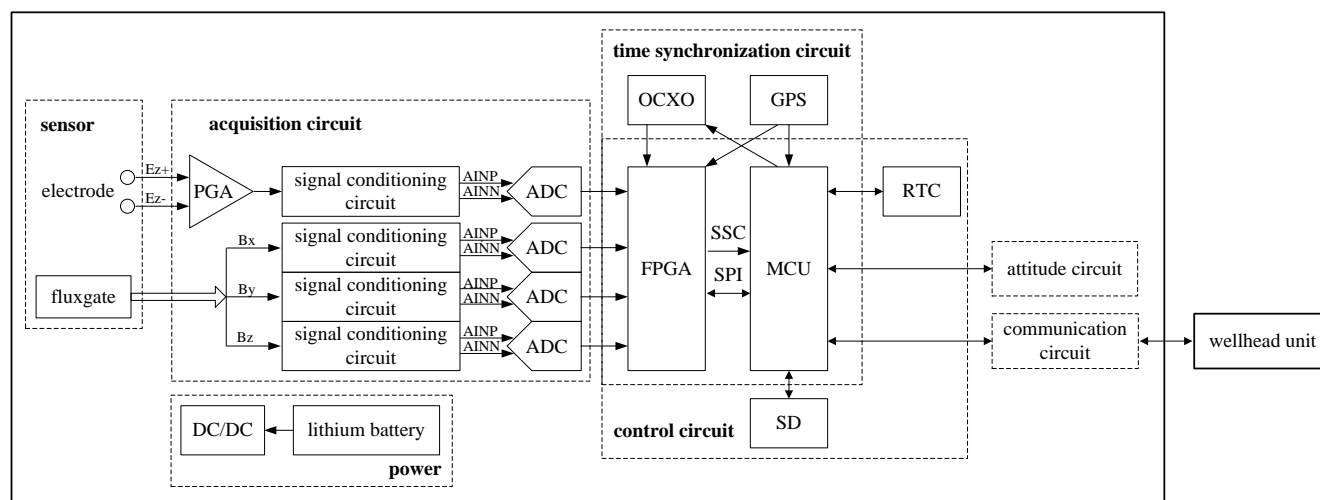 time synchronization circuit
OCXO
GPS
sensor
acquisition circuit
electrode
Ez+
Ez-
PGA
signal conditioning
circuit
AINP
AINN
ADC
Bx
signal conditioning
circuit
AINP
AINN
ADC
fluxgate
By
signal conditioning
circuit
AINP
AINN
ADC
Bz
signal conditioning
circuit
AINP
AINN
ADC
FPGA
SSC
SPI
MCU
RTC
attitude circuit
communication
circuit
wellhead unit
SD
control circuit
DC/DC
lithium battery
power